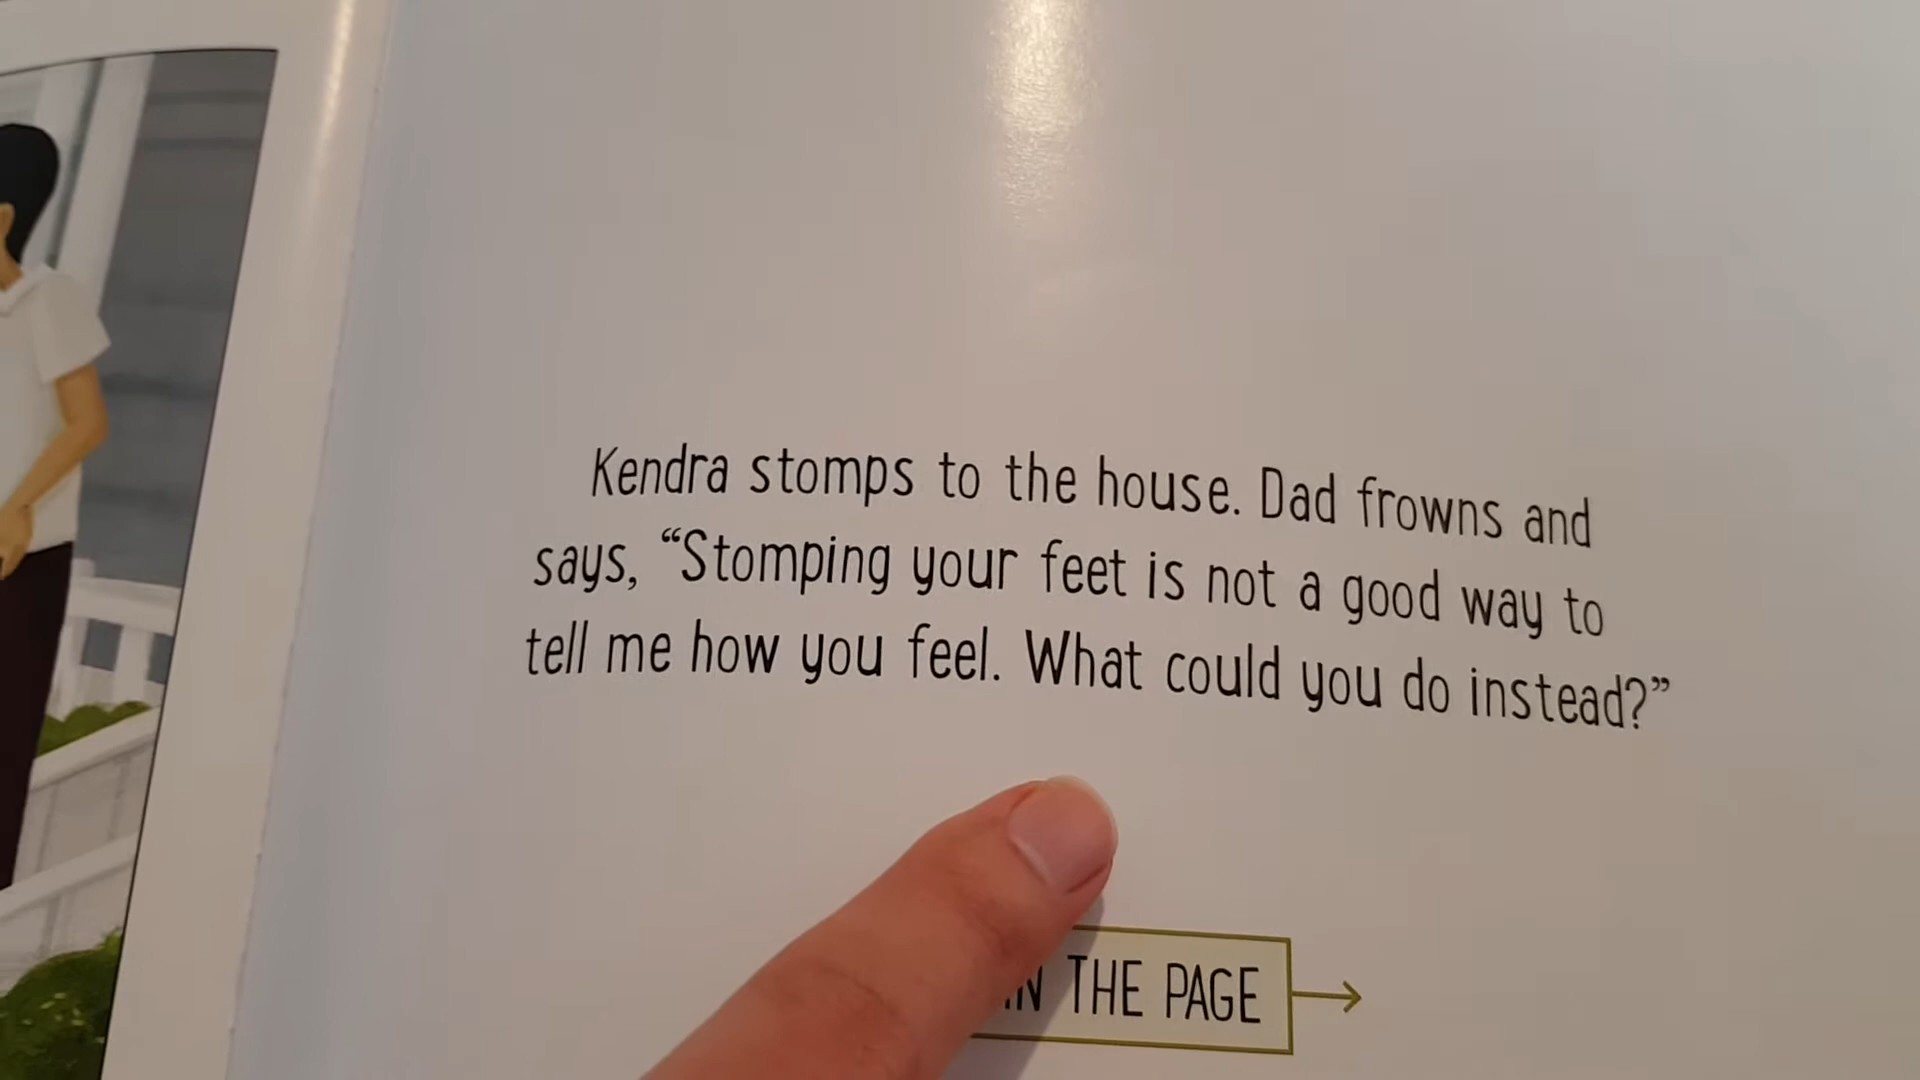 Kendra stomps to the house. Dad frowns and
says, “Stomping your feet is not a good way to
tell me how you feel. What could you do instead?”
THE PAGE